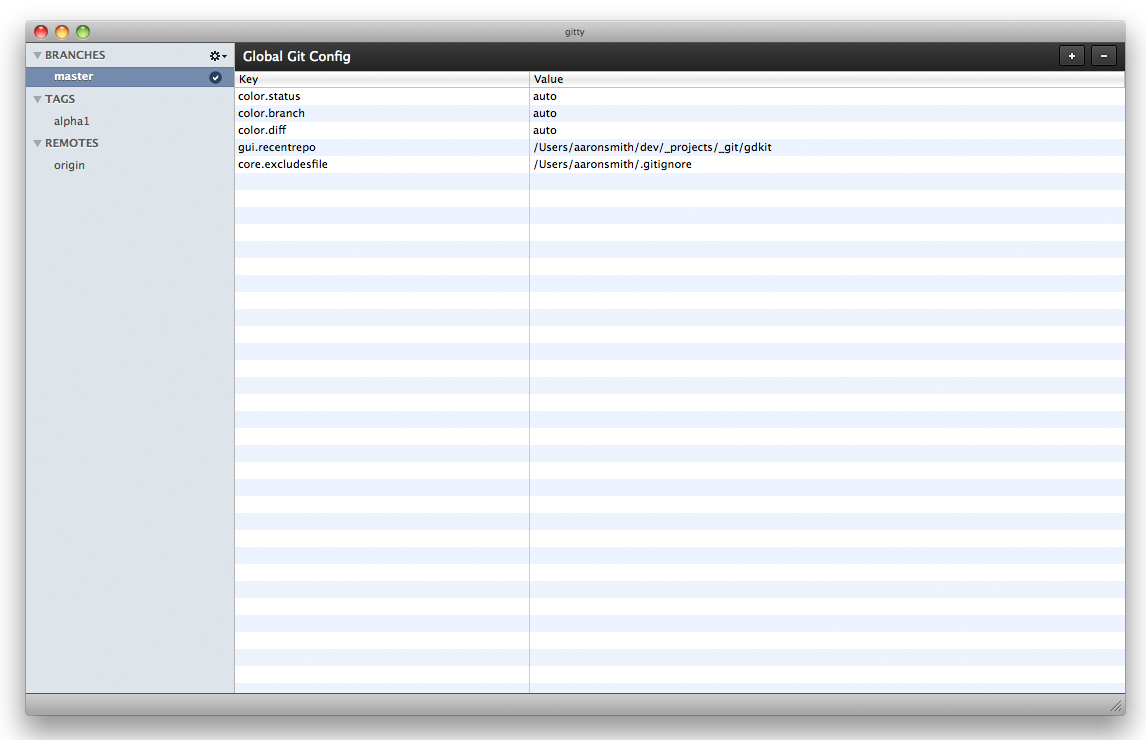 gitty
BRANCHES
master
TAGS
alpha1
REMOTES
origin
Global Git Config
+ -
Key Value
color.status auto
color.branch auto
color.diff auto
gui.recentrepo /Users/aaronsmith/dev/_projects/_git/gdkit
core.excludesfile /Users/aaronsmith/.gitignore